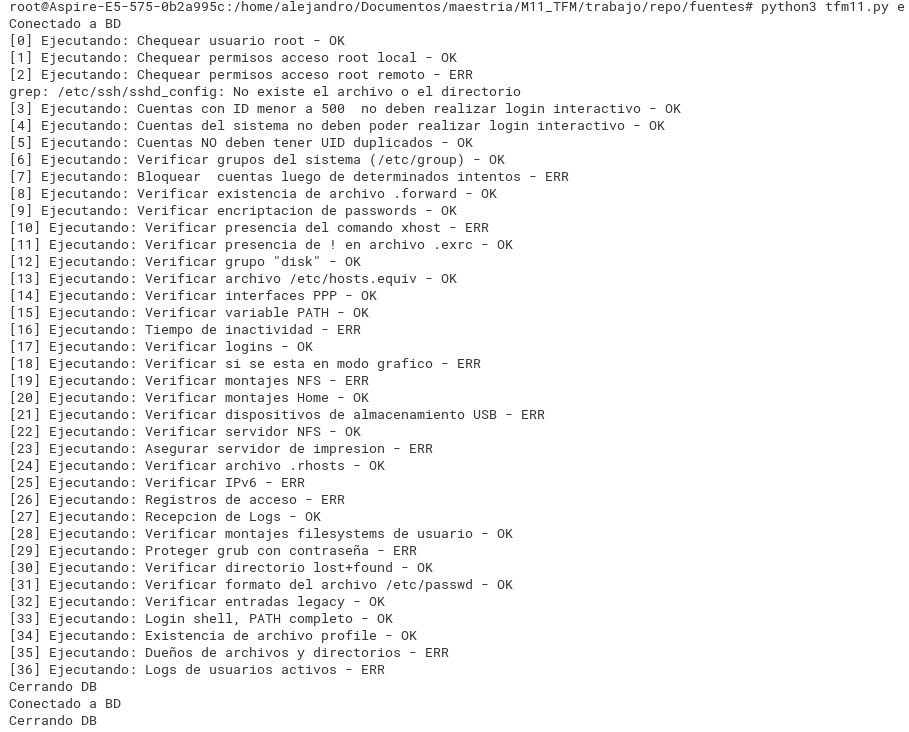 root@Aspire-E5-575-0b2a995c:/home/alejandro/Documentos/maestria/M11_TFM/trabajo/repo/fuentes# python3 tfm11.py e
Conectado a BD
[0] Ejecutando: Chequear usuario root - OK
[1] Ejecutando: Chequear permisos acceso root local - OK
[2] Ejecutando: Chequear permisos acceso root remoto - ERR
grep: /etc/ssh/sshd_config: No existe el archivo o el directorio
[3] Ejecutando: Cuentas con ID menor a 500  no deben realizar login interactivo - OK
[4] Ejecutando: Cuentas del sistema no deben poder realizar login interactivo - OK
[5] Ejecutando: Cuentas NO deben tener UID duplicados - OK
[6] Ejecutando: Verificar grupos del sistema (/etc/group) - OK
[7] Ejecutando: Bloquear  cuentas luego de determinados intentos - ERR
[8] Ejecutando: Verificar existencia de archivo .forward - OK
[9] Ejecutando: Verificar encriptacion de passwords - OK
[10] Ejecutando: Verificar presencia del comando xhost - ERR
[11] Ejecutando: Verificar presencia de ! en archivo .exrc - OK
[12] Ejecutando: Verificar grupo "disk" - OK
[13] Ejecutando: Verificar archivo /etc/hosts.equiv - OK
[14] Ejecutando: Verificar interfaces PPP - OK
[15] Ejecutando: Verificar variable PATH - OK
[16] Ejecutando: Tiempo de inactividad - ERR
[17] Ejecutando: Verificar logins - OK
[18] Ejecutando: Verificar si se esta en modo grafico - ERR
[19] Ejecutando: Verificar montajes NFS - ERR
[20] Ejecutando: Verificar montajes Home - OK
[21] Ejecutando: Verificar dispositivos de almacenamiento USB - ERR
[22] Ejecutando: Verificar servidor NFS - OK
[23] Ejecutando: Asegurar servidor de impresion - ERR
[24] Ejecutando: Verificar archivo .rhosts - OK
[25] Ejecutando: Verificar IPv6 - ERR
[26] Ejecutando: Registros de acceso - ERR
[27] Ejecutando: Recepcion de Logs - OK
[28] Ejecutando: Verificar montajes filesystems de usuario - OK
[29] Ejecutando: Proteger grub con contraseña - ERR
[30] Ejecutando: Verificar directorio lost+found - OK
[31] Ejecutando: Verificar formato del archivo /etc/passwd - OK
[32] Ejecutando: Verificar entradas legacy - OK
[33] Ejecutando: Login shell, PATH completo - OK
[34] Ejecutando: Existencia de archivo profile - OK
[35] Ejecutando: Dueños de archivos y directorios - ERR
[36] Ejecutando: Logs de usuarios activos - ERR
Cerrando DB
Conectado a BD
Cerrando DB